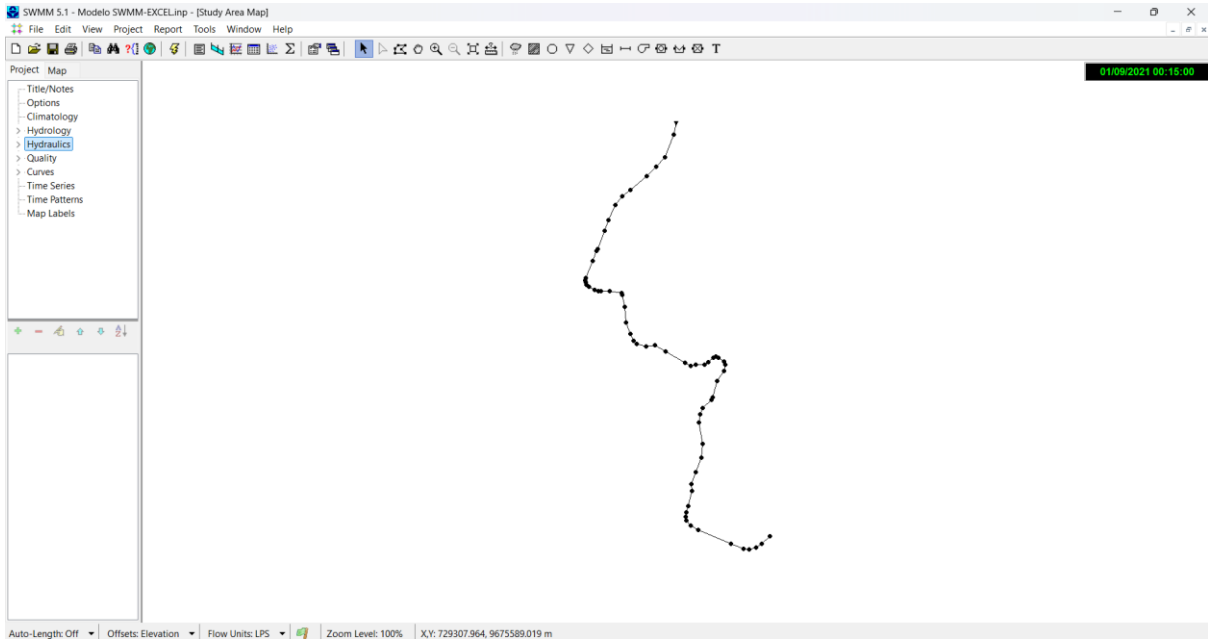 SWMM 5.1 - Modelo SWMM-EXCEL.inp - [Study Area Map]
File Edit View Project Report Tools Window Help
Project Map
01/09/2021 00:15:00
Title/Notes
Options
Climatology
Hydrology
Hydraulics
Quality
Curves
Time Series
Time Patterns
Map Labels
Auto-Length: Off Offsets: Elevation Flow Units: LPS Zoom Level: 100% X,Y: 729307.964, 9675589.019 m